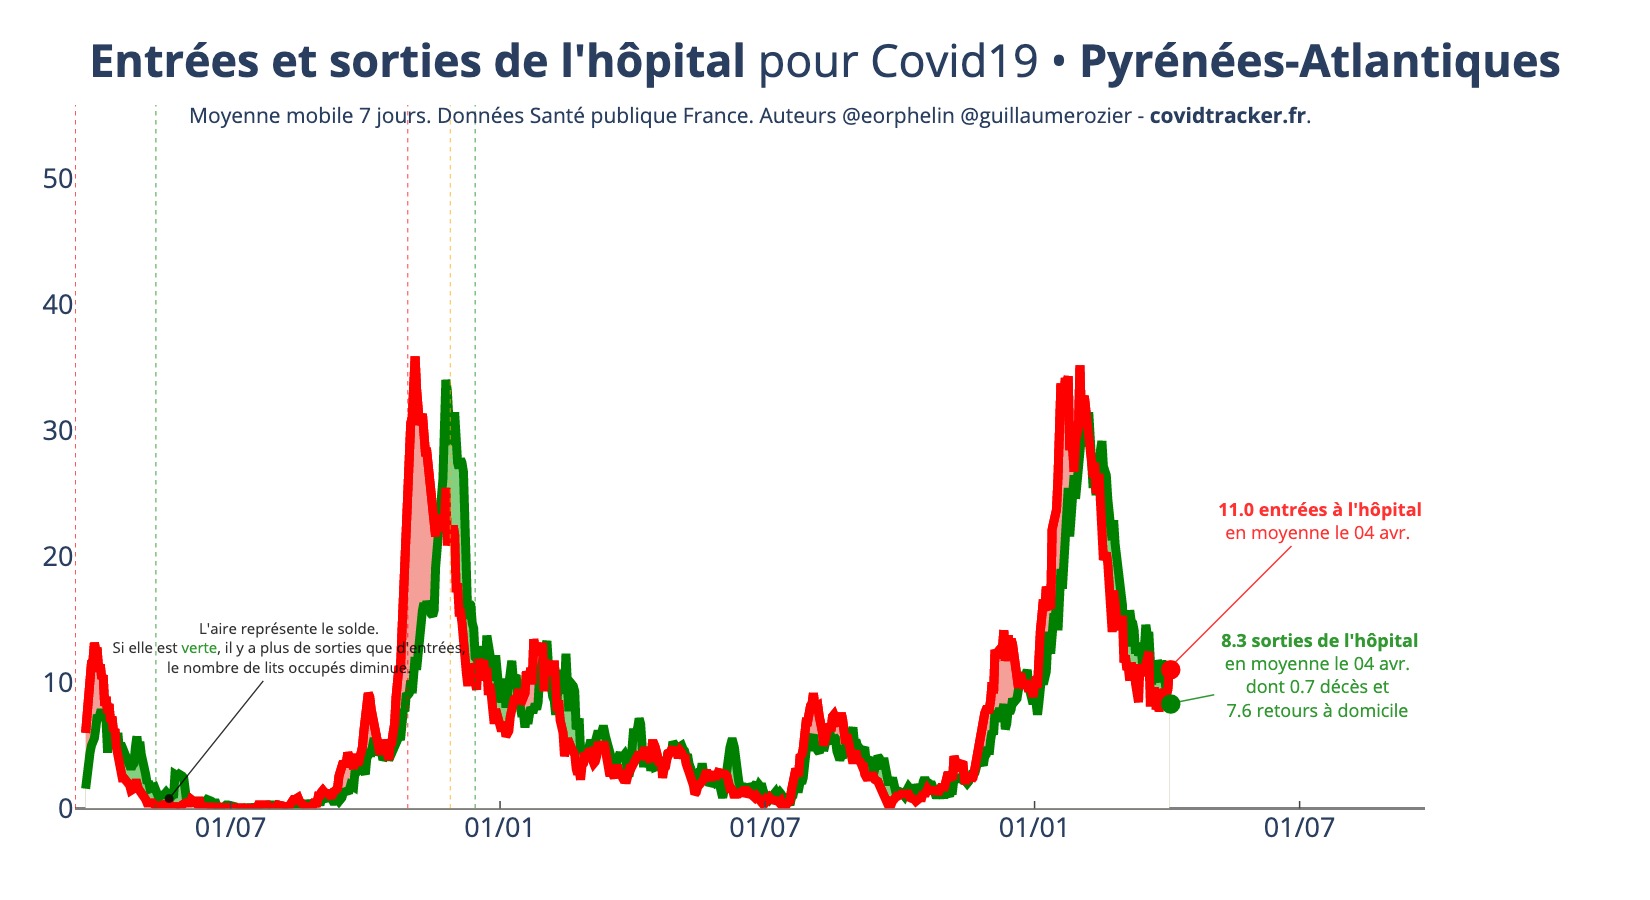 Entrées et sorties de l'hôpital pour Covid19 • Pyrénées-Atlantiques
Moyenne mobile 7 jours. Données Santé publique France. Auteurs @eorphelin @guillaumerozier - covidtracker.fr.
50
40
30
20
10
0
11.0 entrées à l'hôpital
en moyenne le 04 avr.
8.3 sorties de l'hôpital
en moyenne le 04 avr.
dont 0.7 décès et
7.6 retours à domicile
L'aire représente le solde.
Si elle est verte, il y a plus de sorties que d'entrées,
le nombre de lits occupés diminue.
01/07
01/01
01/07
01/01
01/07